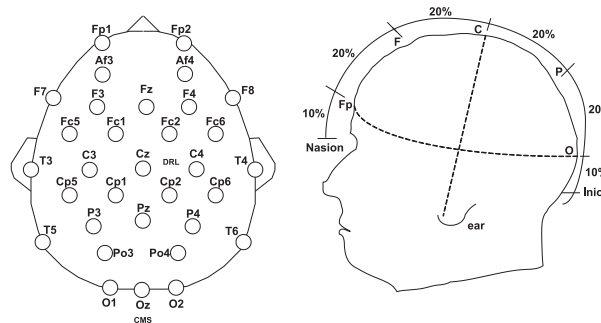 Fp1 Fp2
Af3 Af4
F7 F3 Fz F4 F8
Fc5 Fc1 Fc2 Fc6
T3 C3 Cz DRL C4 T4
Cp5 Cp1 Cp2 Cp6
P3 Pz P4
T5 Po3 Po4 T6
O1 Oz O2
CMS
20% C 20%
F
20% P
Fp 20
10% O
Nasion 10%
Inio
ear